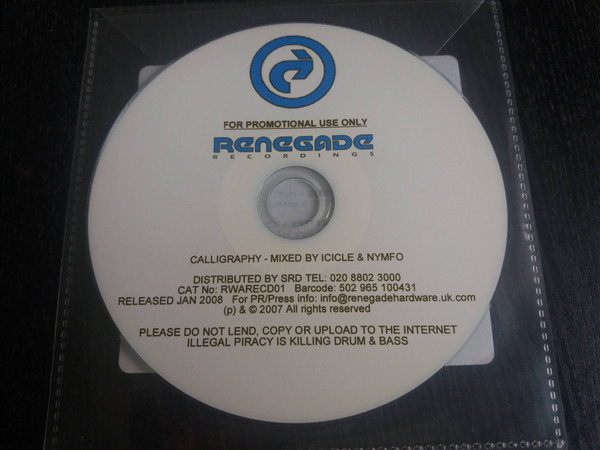 FOR PROMOTIONAL USE ONLY
RENEGADE
RECORDINGS
CALLIGRAPHY - MIXED BY ICICLE & NYMFO
DISTRIBUTED BY SRD TEL: 020 8802 3000
CAT No: RWARECD01 Barcode: 502 965 100431
RELEASED JAN 2008 For PR/Press info: info@renegadehardware.uk.com
(p) & © 2007 All rights reserved
PLEASE DO NOT LEND, COPY OR UPLOAD TO THE INTERNET
ILLEGAL PIRACY IS KILLING DRUM & BASS